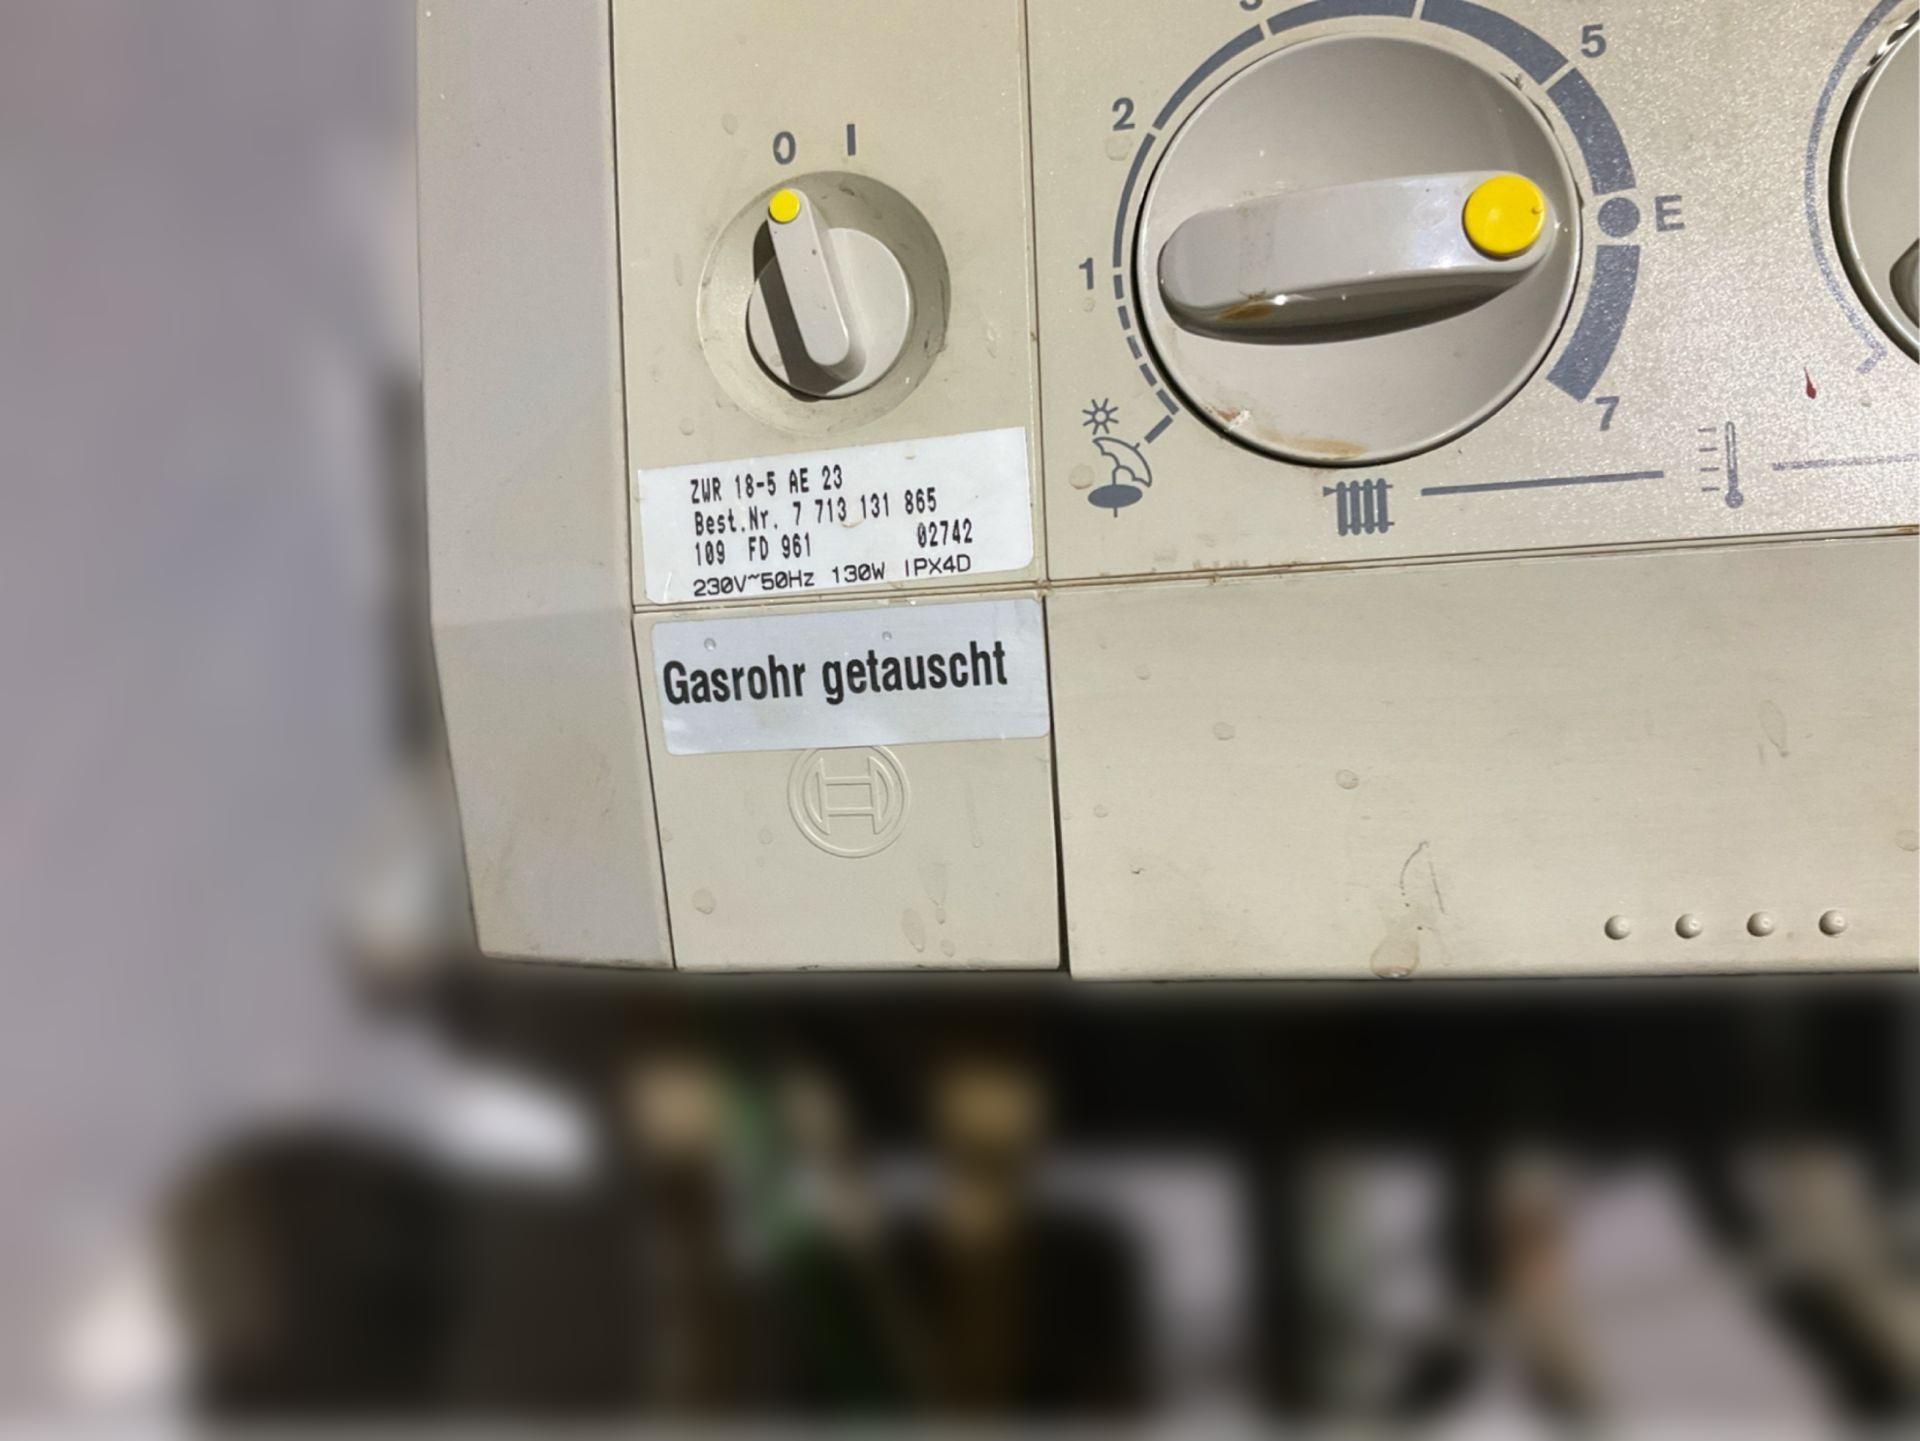 0 I
2
5
E
1
7
ZWR 18-5 AE 23
Best.Nr. 7 713 131 865
109 FD 961 02742
230V~50Hz 130W IPX4D
Gasrohr getauscht